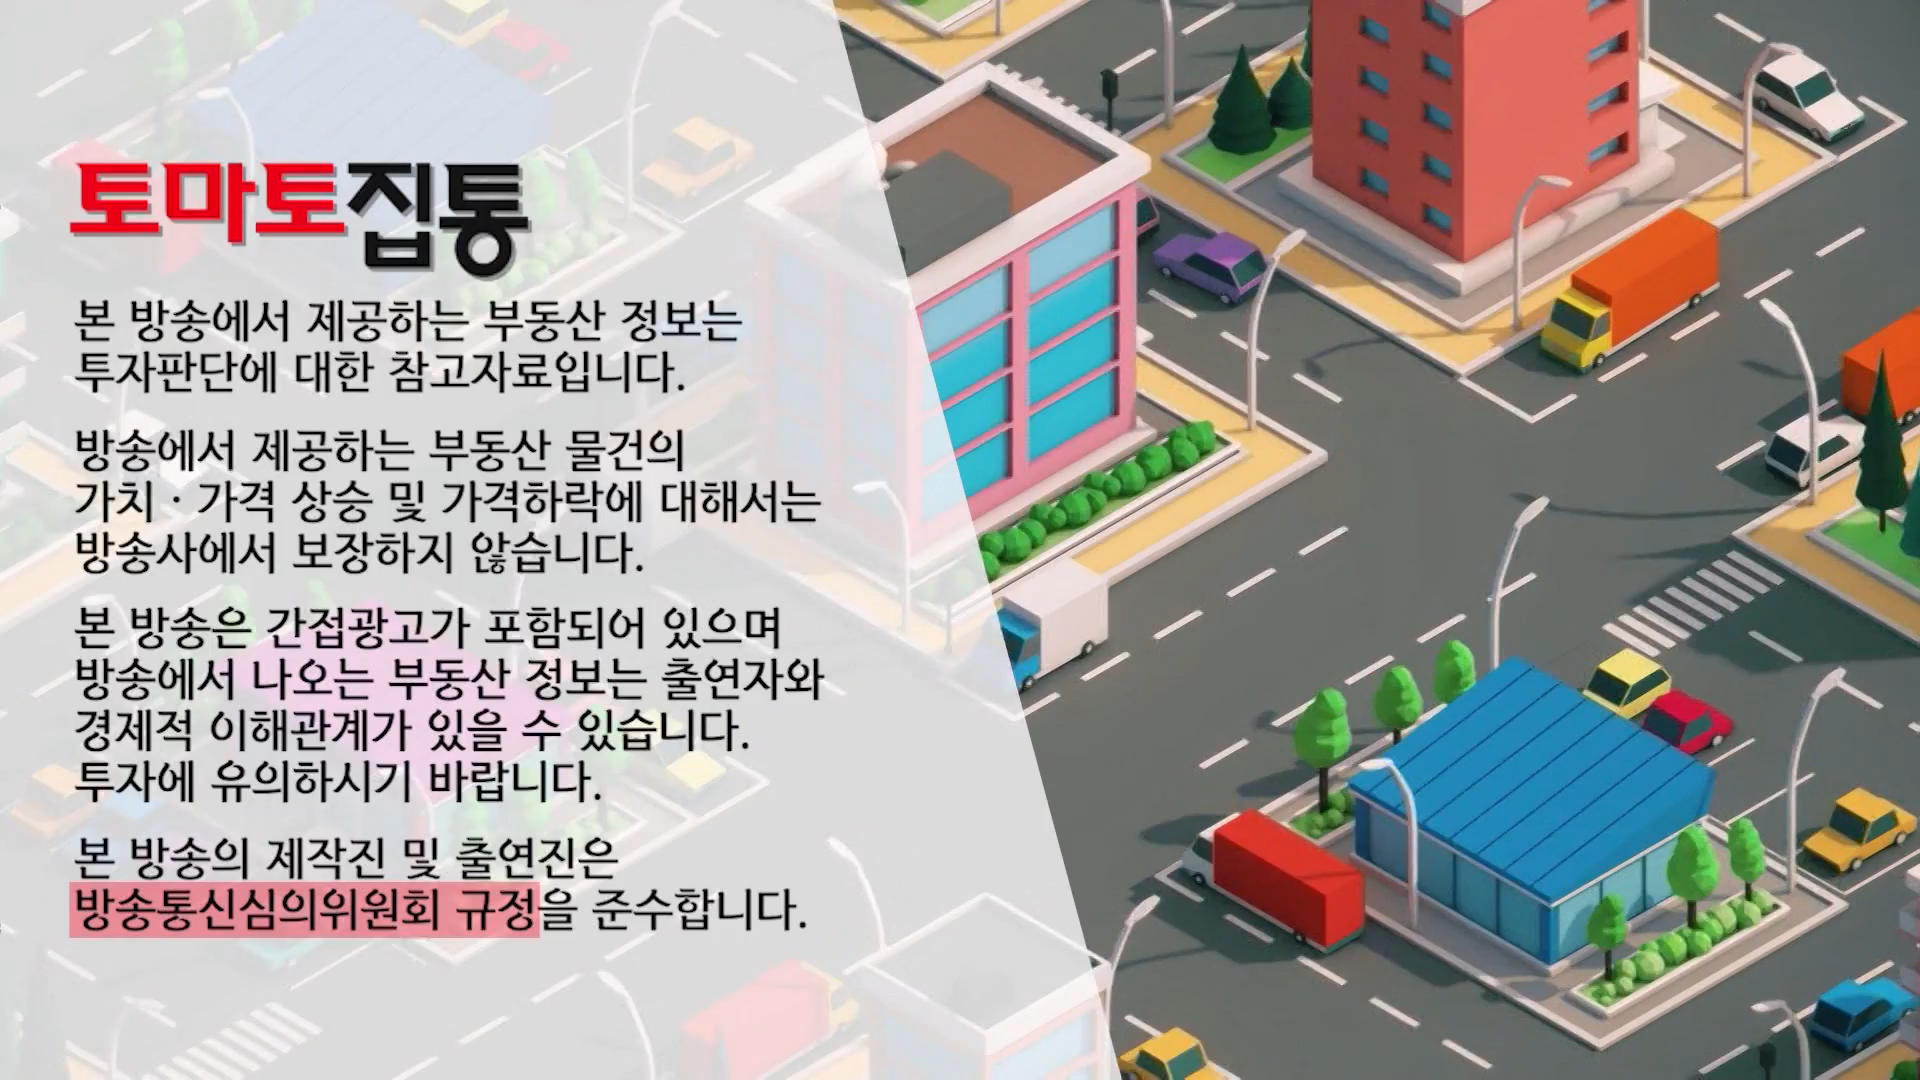 토마토집통
본 방송에서 제공하는 부동산 정보는
투자판단에 대한 참고자료입니다.
방송에서 제공하는 부동산 물건의
가치 · 가격 상승 및 가격하락에 대해서는
방송사에서 보장하지 않습니다.
본 방송은 간접광고가 포함되어 있으며
방송에서 나오는 부동산 정보는 출연자와
경제적 이해관계가 있을 수 있습니다.
투자에 유의하시기 바랍니다.
본 방송의 제작진 및 출연진은
방송통신심의위원회 규정을 준수합니다.